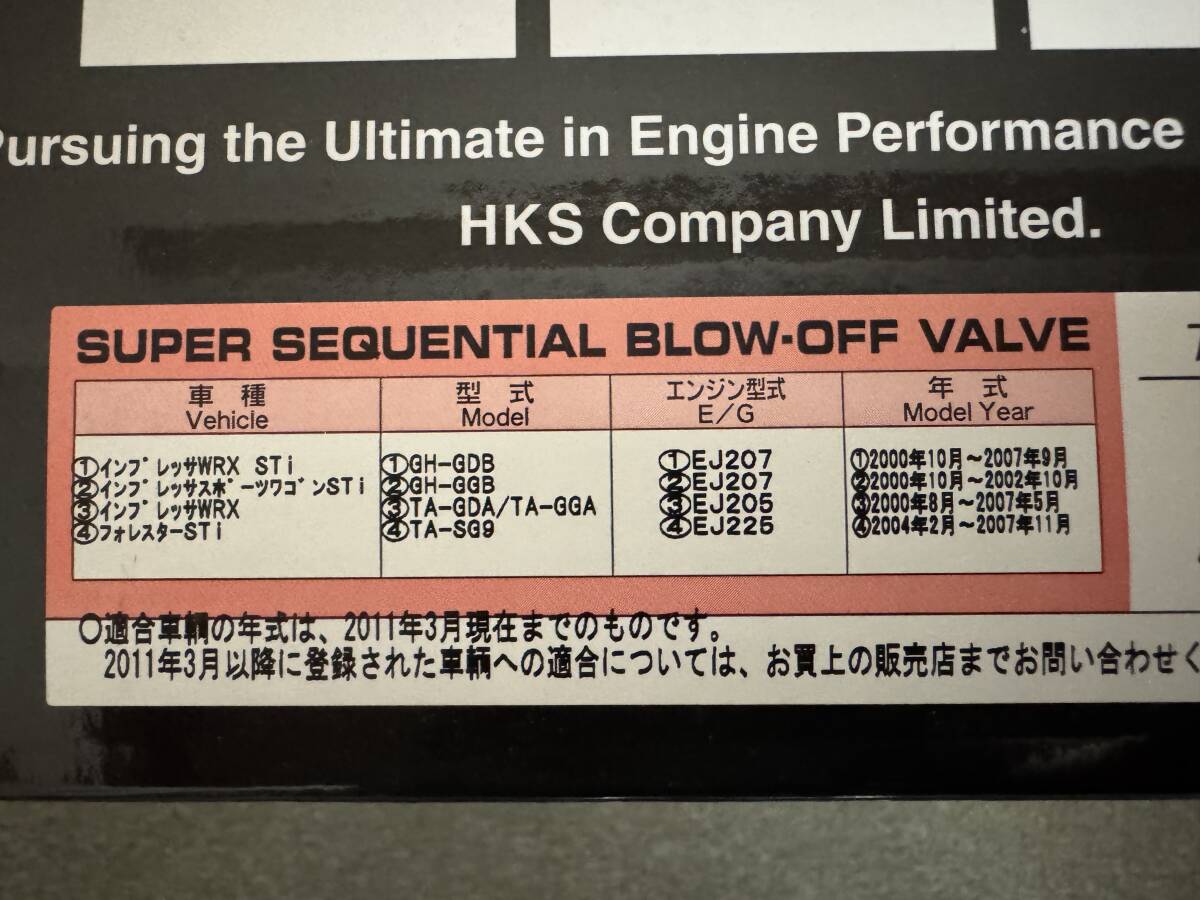 Pursuing the Ultimate in Engine Performance
HKS Company Limited.
SUPER SEQUENTIAL BLOW-OFF VALVE
車種 型式 エンジン型式 年式
Vehicle Model E/G Model Year
①インプレッサWRX STi ①GH-GDB ①EJ207 ①2000年10月～2007年9月
②インプレッサスポーツワゴンSTi ②GH-GGB ②EJ207 ②2000年10月～2002年10月
③インプレッサWRX ③TA-GDA/TA-GGA ③EJ205 ③2000年8月～2007年5月
④フォレスターSTi ④TA-SG9 ④EJ225 ④2004年2月～2007年11月
○適合車輌の年式は、2011年3月現在までのものです。
2011年3月以降に登録された車輌への適合については、お買上の販売店までお問い合わせく